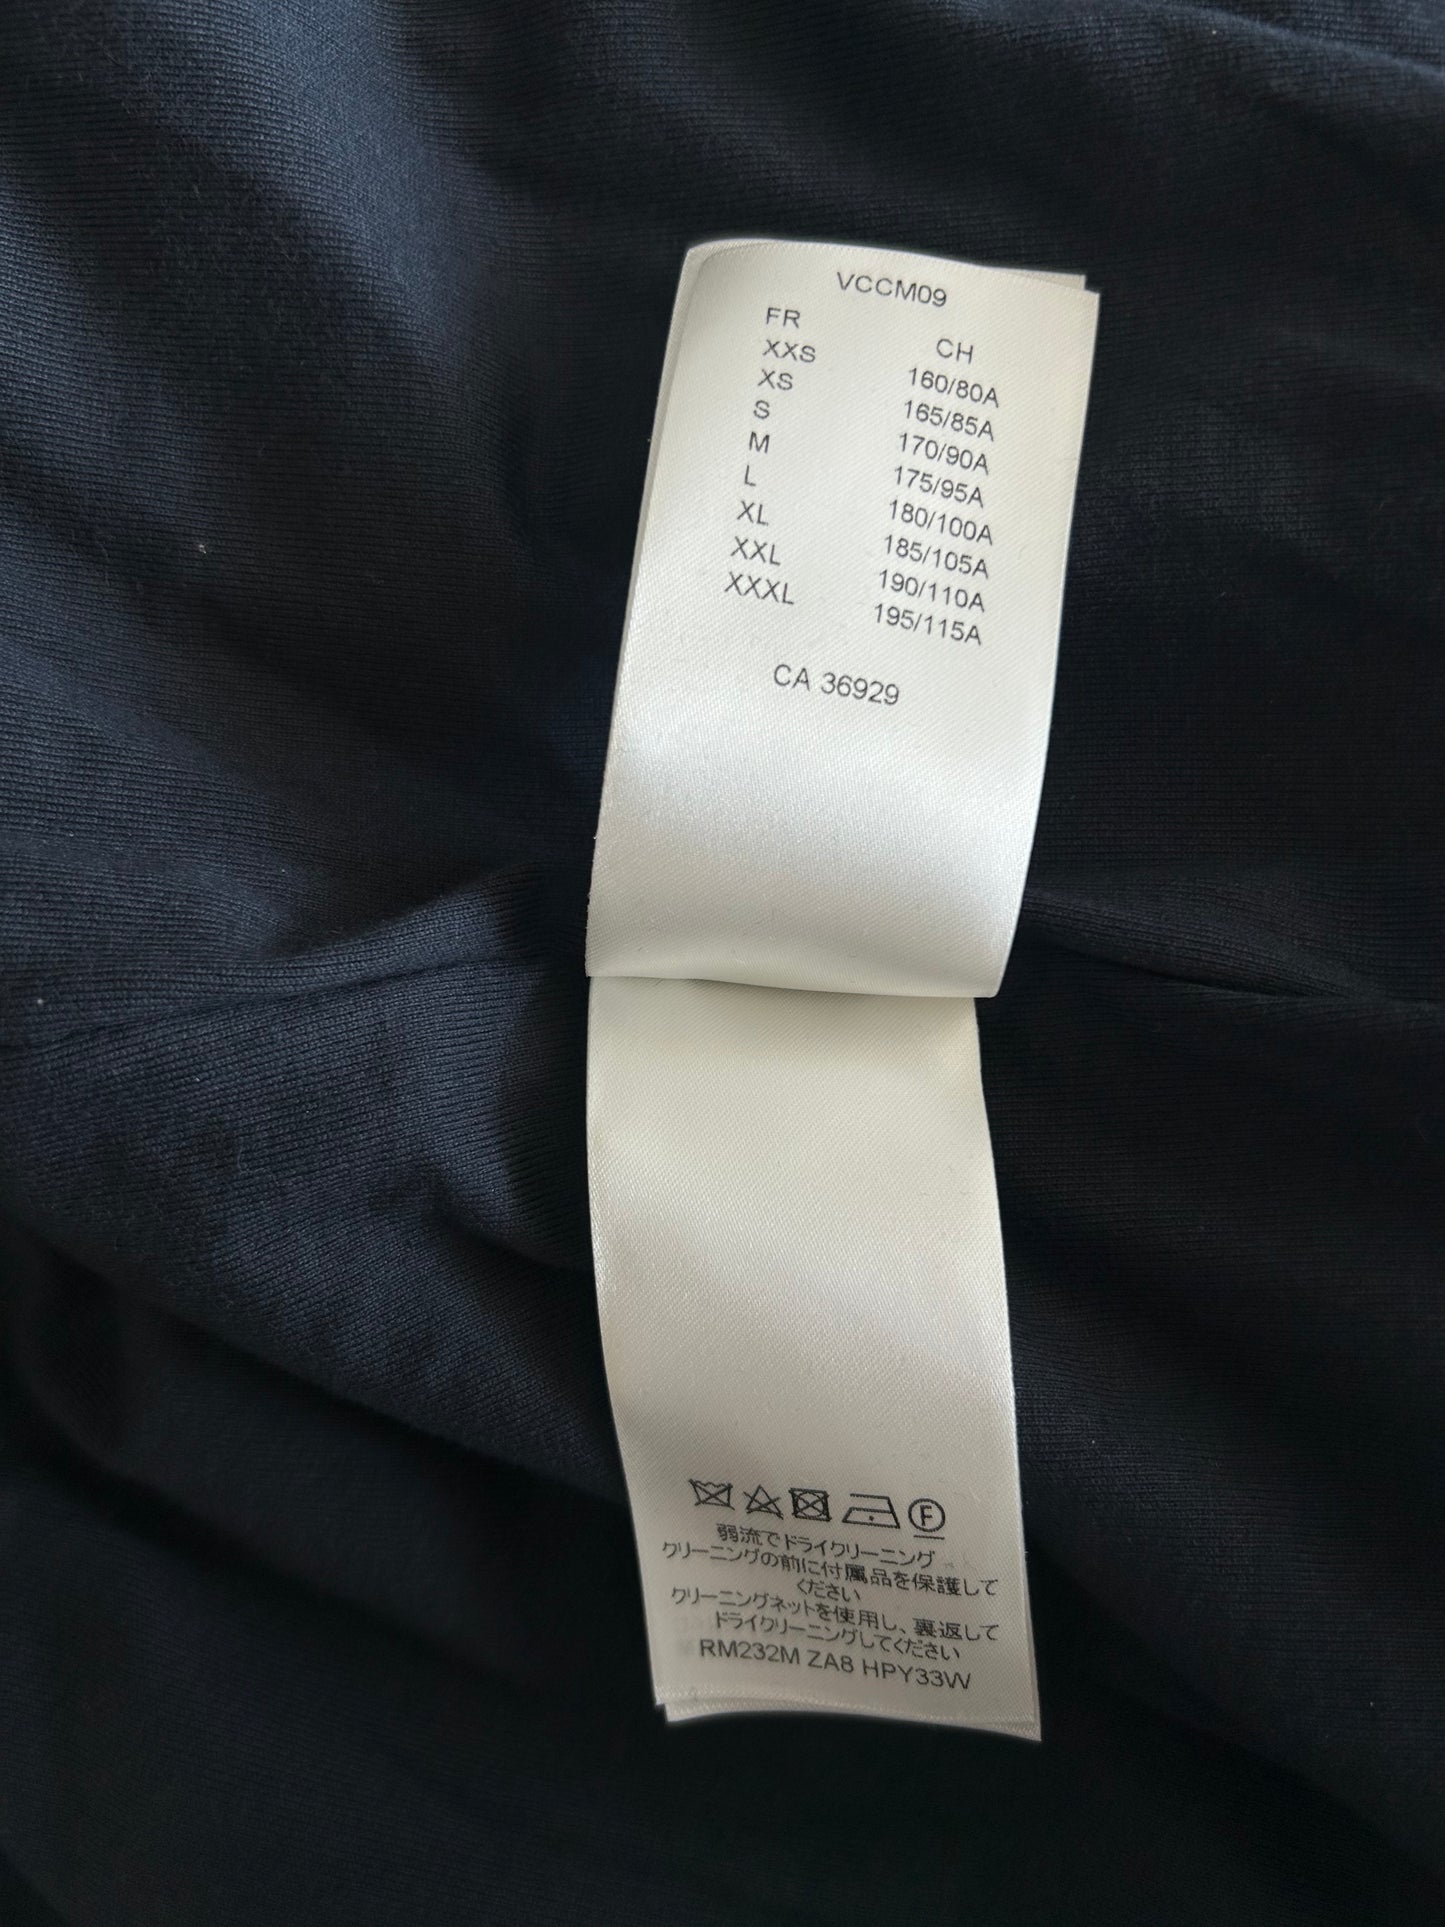 VCCM09
FR CH
XXS 160/80A
XS 165/85A
S 170/90A
M 175/95A
L 180/100A
XL 185/105A
XXL 190/110A
XXXL 195/115A
CA 36929
F
弱流でドライクリーニング
クリーニングの前に付属品を保護して
ください
クリーニングネットを使用し、裏返して
ドライクリーニングしてください
RM232M ZA8 HPY33W